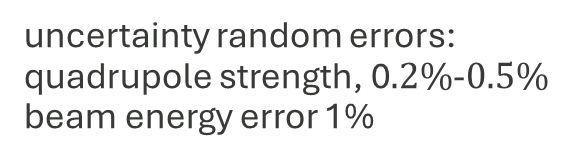 uncertainty random errors:
quadrupole strength, 0.2%-0.5%
beam energy error 1%